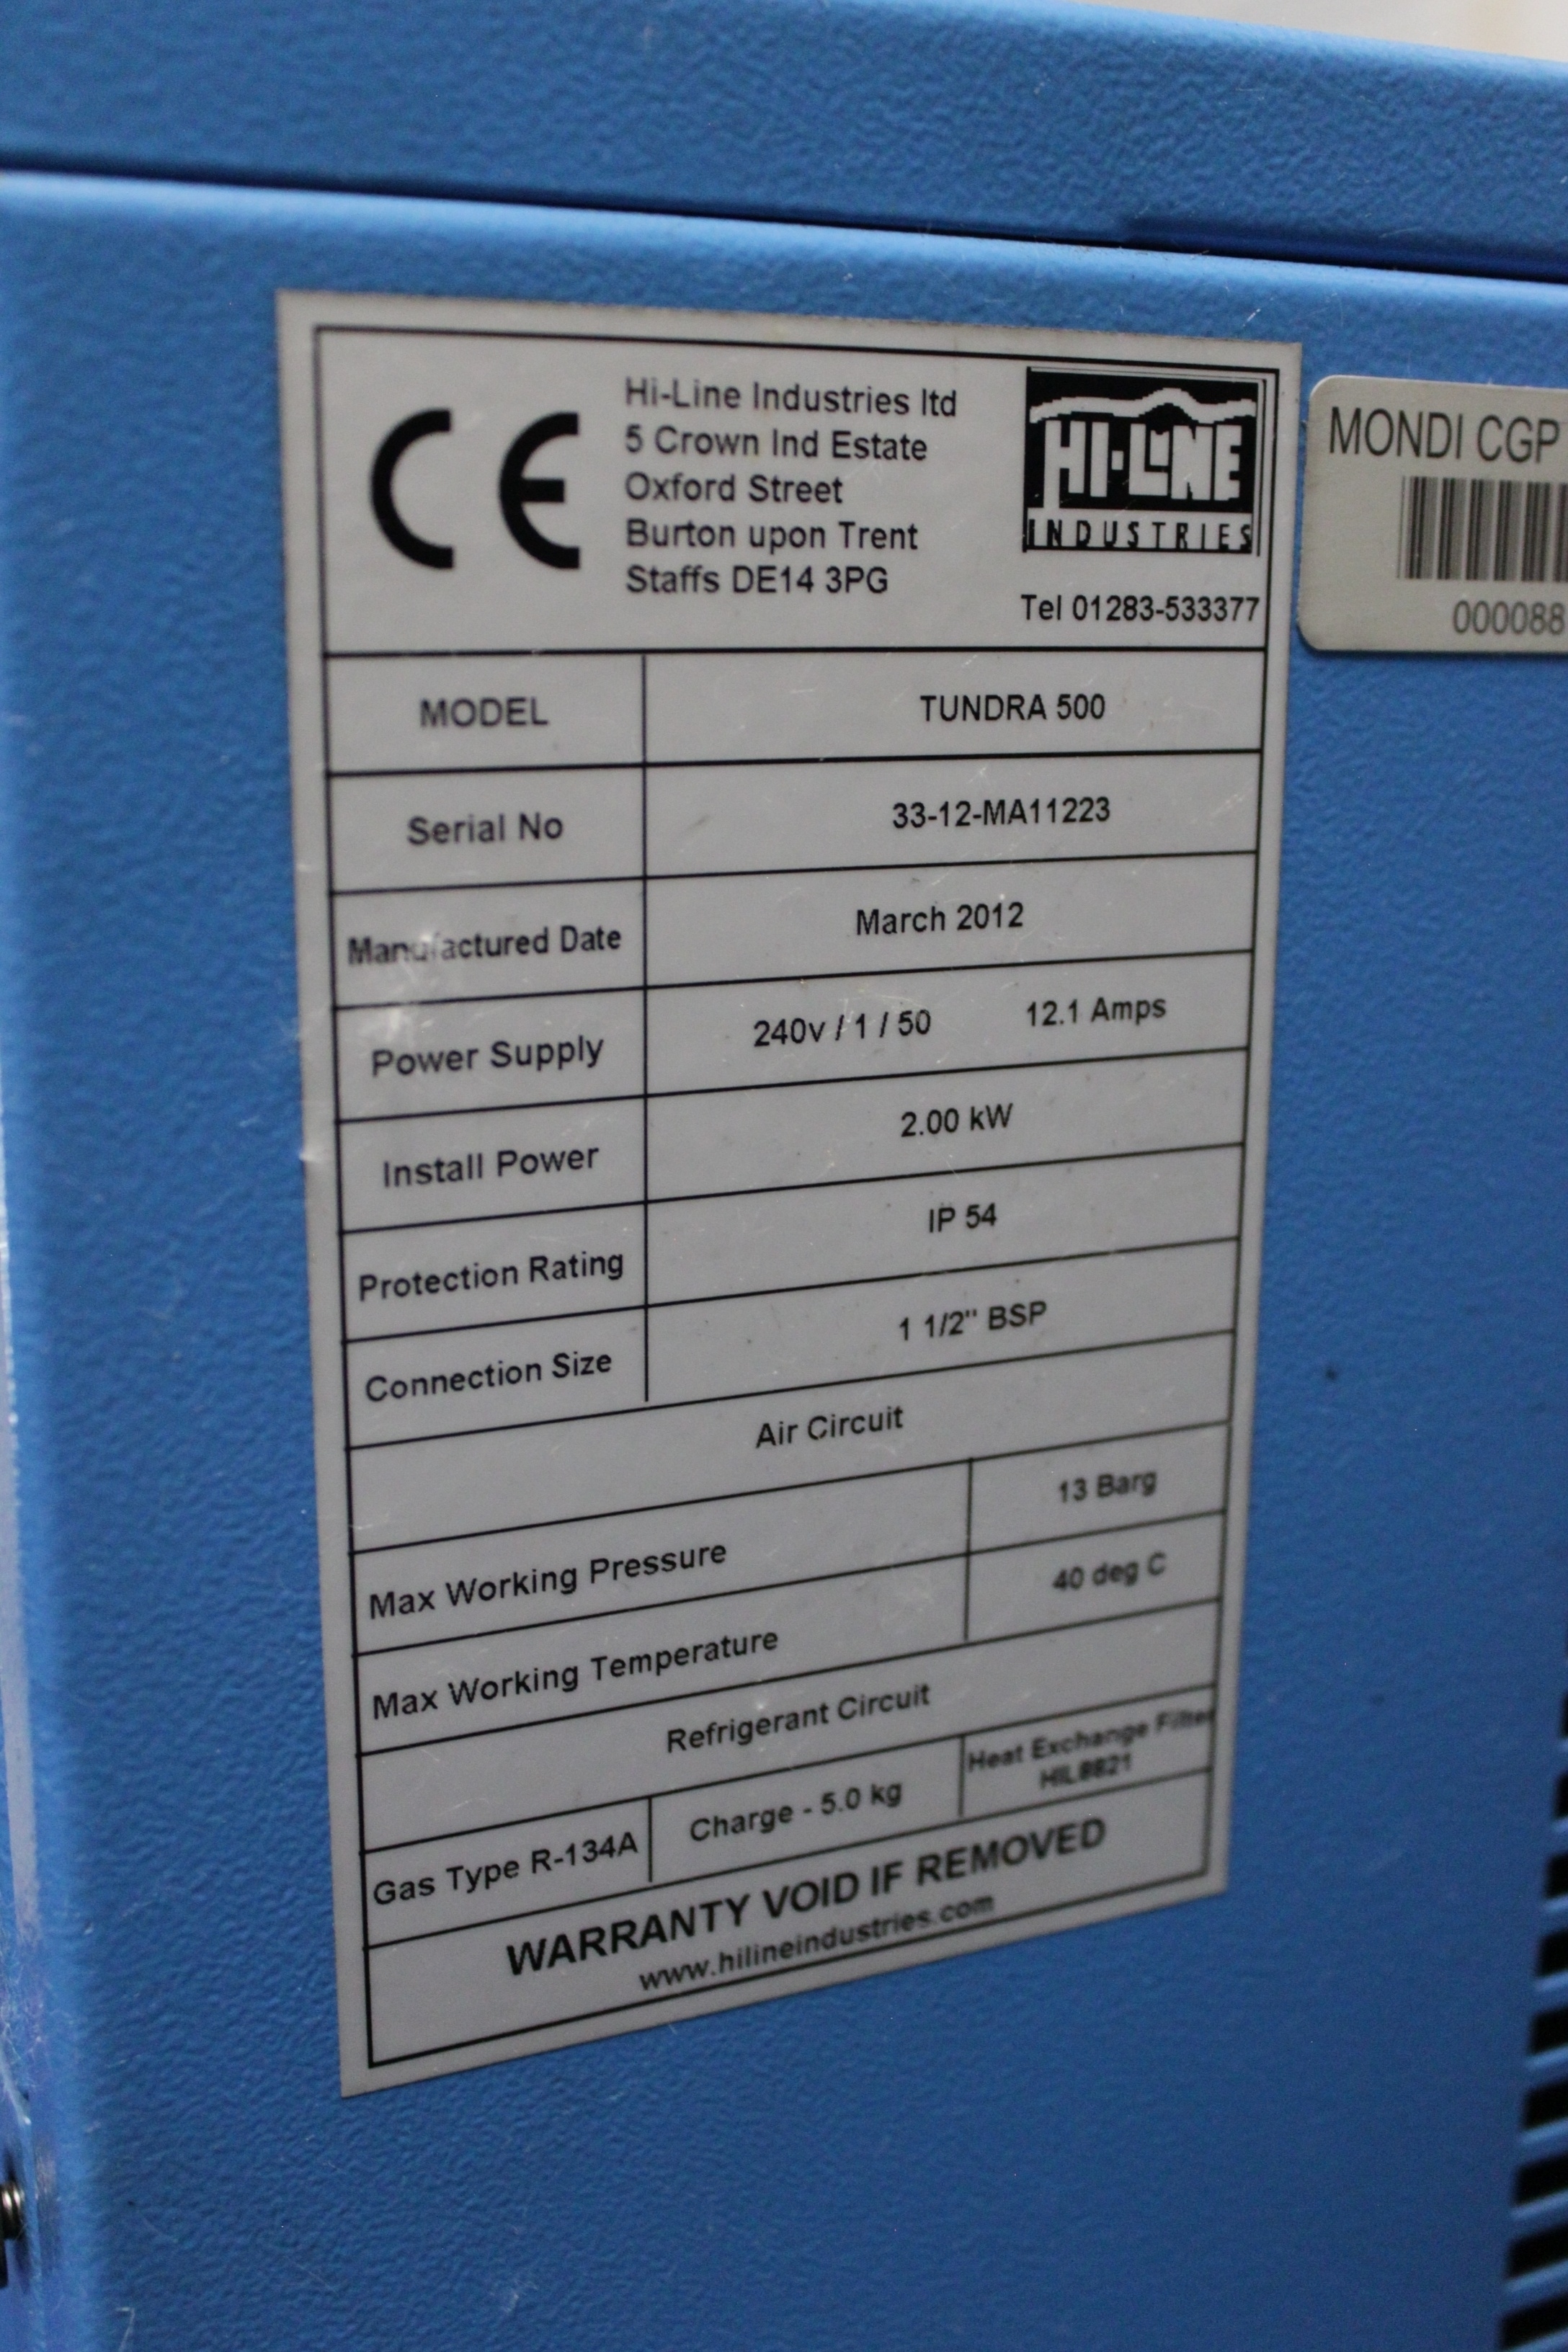 CE
Hi-Line Industries ltd
5 Crown Ind Estate
Oxford Street
Burton upon Trent
Staffs DE14 3PG
HI-LINE
INDUSTRIES
Tel 01283-533377
MONDI CGP
000088
MODEL TUNDRA 500
Serial No 33-12-MA11223
Manufactured Date March 2012
Power Supply 240v / 1 / 50 12.1 Amps
Install Power 2.00 kW
Protection Rating IP 54
Connection Size 1 1/2" BSP
Air Circuit
Max Working Pressure 13 Barg
Max Working Temperature 40 deg C
Refrigerant Circuit
Gas Type R-134A Charge - 5.0 kg Heat Exchange Filter
HIL8821
WARRANTY VOID IF REMOVED
www.hilineindustries.com